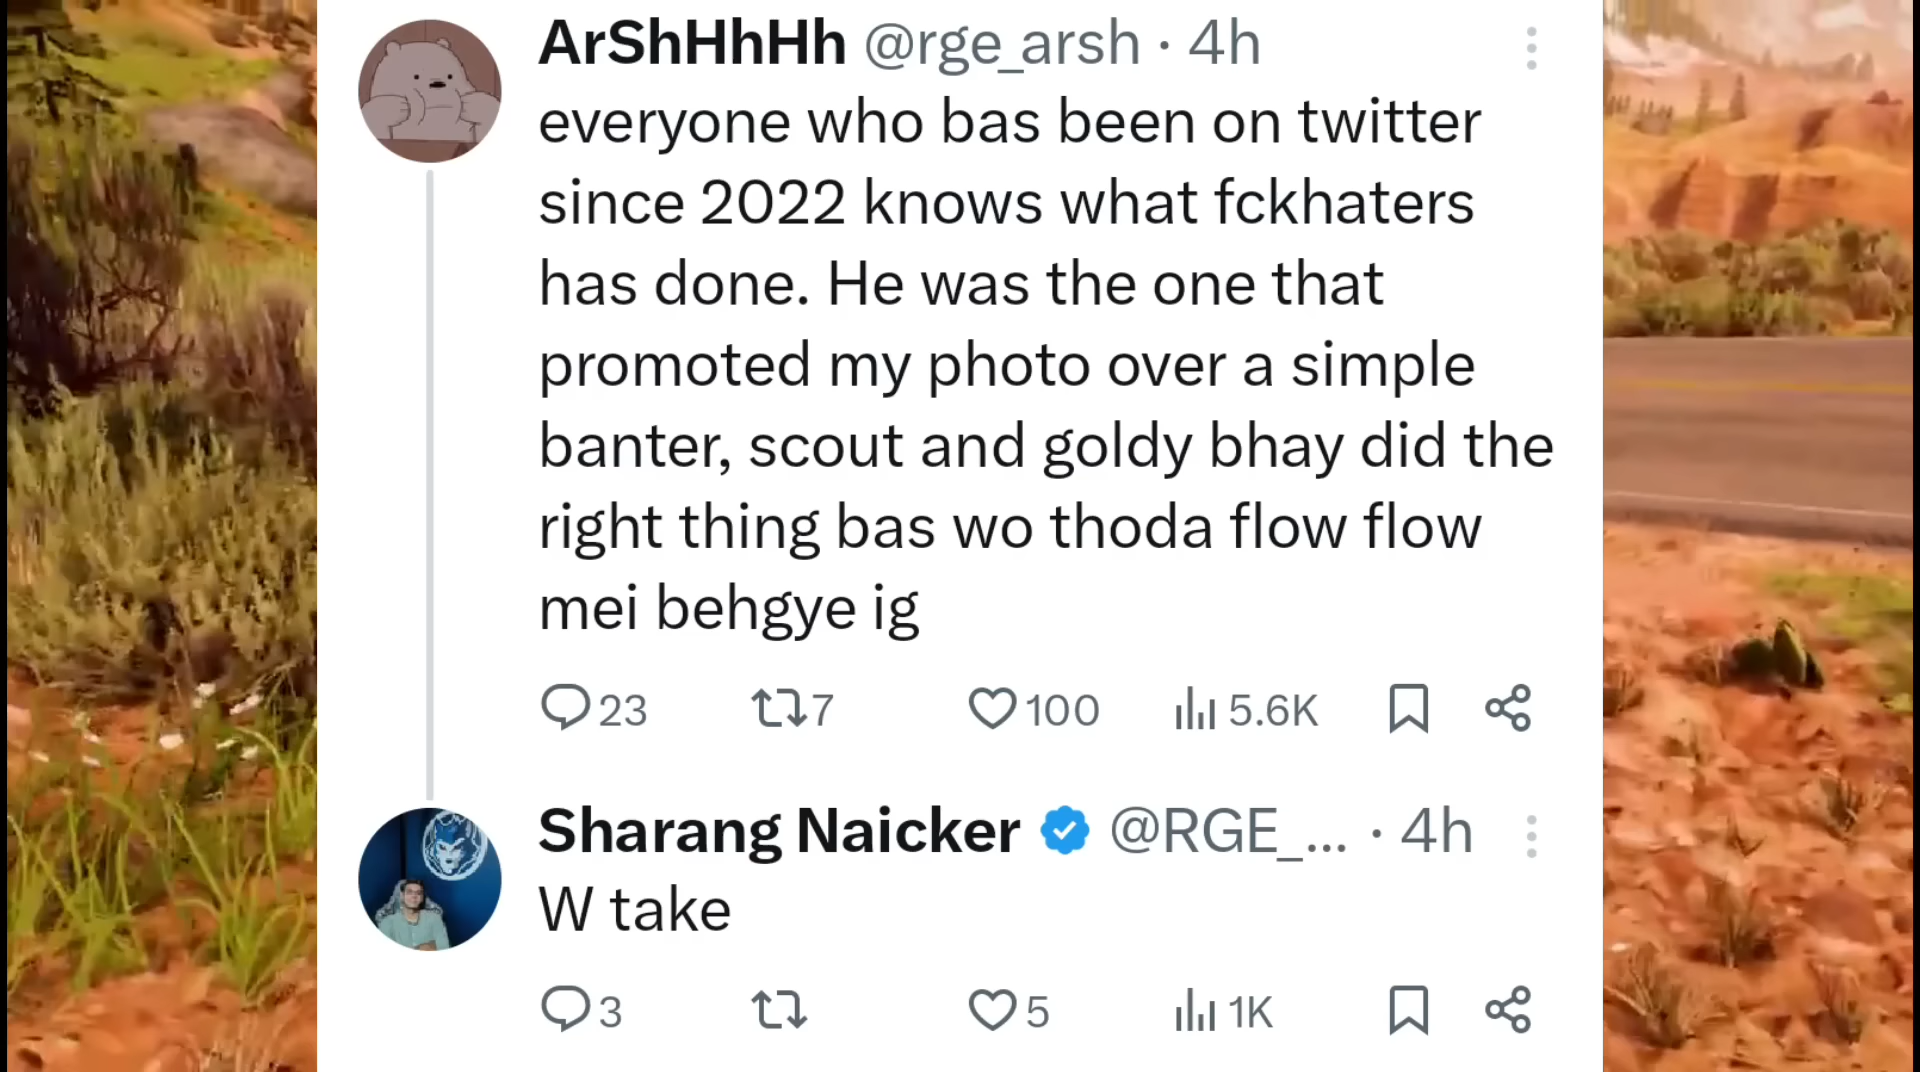 ArShHhHh @rge_arsh · 4h
everyone who bas been on twitter
since 2022 knows what fckhaters
has done. He was the one that
promoted my photo over a simple
banter, scout and goldy bhay did the
right thing bas wo thoda flow flow
mei behgye ig
23 7 100 5.6K
Sharang Naicker @RGE_... · 4h
W take
3 5 1K